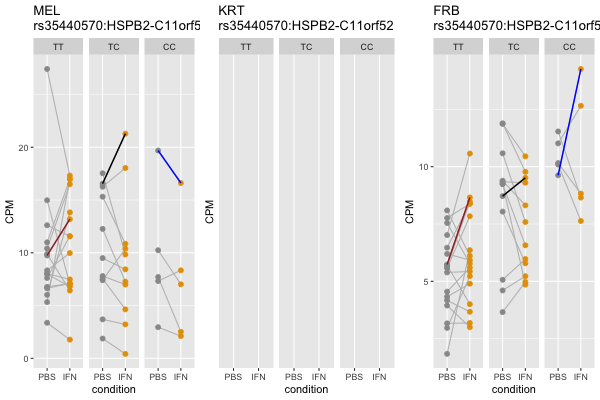 MEL
rs35440570:HSPB2-C11orf5
TT TC CC
CPM
20
10
0
PBS IFN PBS IFN PBS IFN
condition
KRT
rs35440570:HSPB2-C11orf52
TT TC CC
CPM
PBS IFN PBS IFN PBS IFN
condition
FRB
rs35440570:HSPB2-C11orf5
TT TC CC
CPM
10
5
PBS IFN PBS IFN PBS IFN
condition